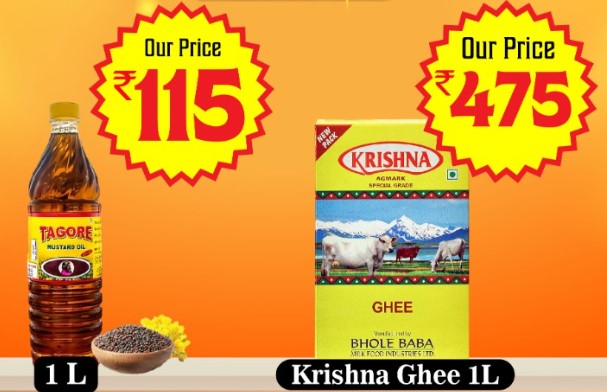 Our Price
₹115
Our Price
₹475
TAGORE
MUSTARD OIL
1 L
NEW
PACK
KRISHNA
AGMARK
SPECIAL GRADE
GHEE
BHOLE BABA
MILK FOOD INDUSTRIES LTD.
Krishna Ghee 1L